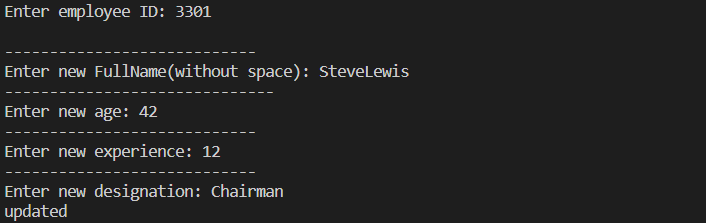 Enter employee ID: 3301
----------------------------
Enter new FullName(without space): SteveLewis
------------------------------
Enter new age: 42
----------------------------
Enter new experience: 12
----------------------------
Enter new designation: Chairman
updated